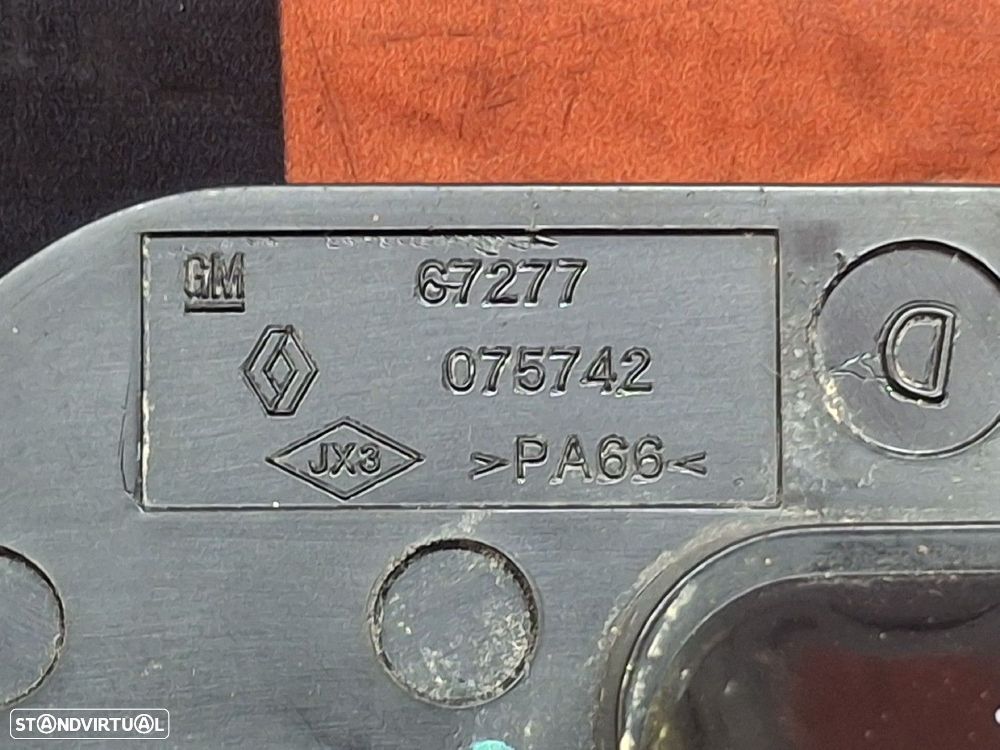 GM 67277
075742
JX3 >PA66<
D
STANDVIRTUAL